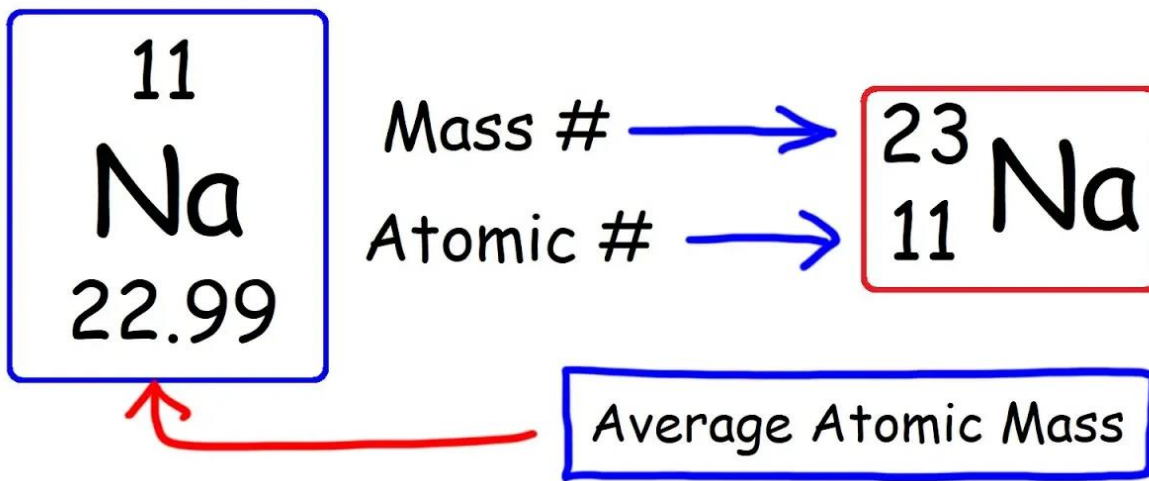 11
Na
22.99
Mass #
Atomic #
23
11
Na
Average Atomic Mass